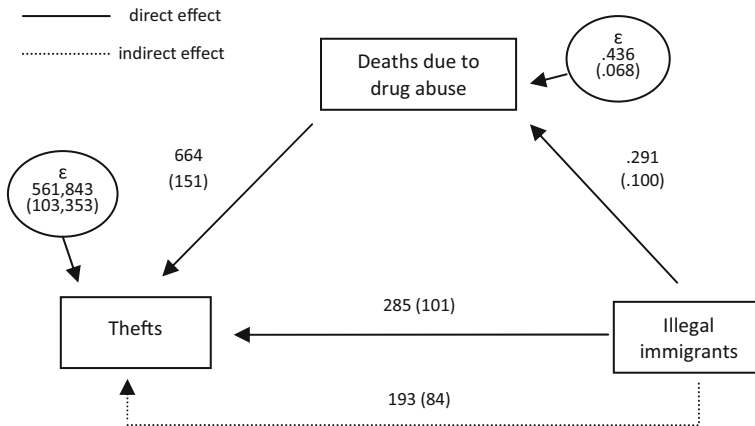 direct effect
indirect effect
Deaths due to
drug abuse
ε
.436
(.068)
664
(151)
.291
(.100)
ε
561,843
(103,353)
Thefts
285 (101)
Illegal
immigrants
193 (84)